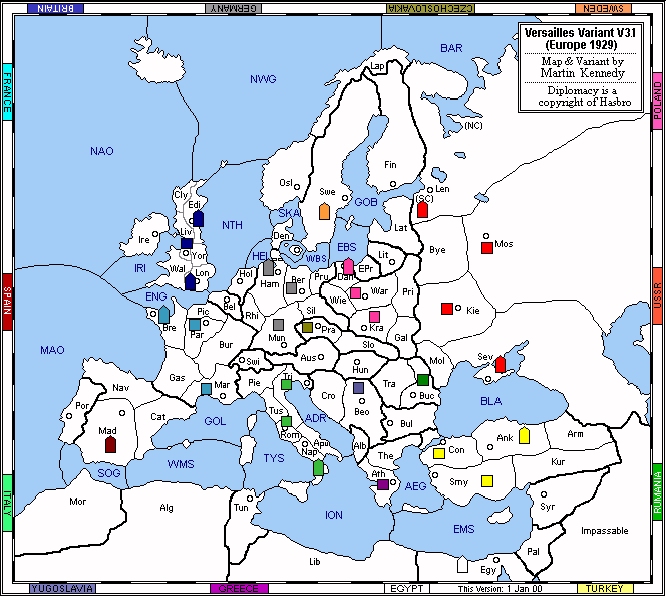 BRITAIN GERMANY CZECHOSLOVAKIA SWEDEN
Versailles Variant V3.1
(Europe 1929)
Map & Variant by
Martin Kennedy
Diplomacy is a
copyright of Hasbro
FRANCE
POLAND
BAR
Lap
NWG
(NC)
NAO
Fin
Osl
Swe
Len
(SC)
Cly
Edi
SKA
GOB
NTH
Lat
Ire
Liv
Den
Bye
Mos
Yor
HEL
WBS
EBS
Lit
IRI
Wal
Lon
Hol
Ham
Ber
Pru
Dan
EPr
SPAIN
USSR
ENG
Bel
Rhi
Wie
War
Pri
Pic
Sil
Kie
Bre
Par
Mun
Pra
Kra
Gal
MAO
Bur
Slo
Swi
Aus
Hun
Mol
Sev
Gas
Mar
Pie
Tri
Tra
Nav
Cro
Buc
BLA
Por
Cat
GOL
Tus
ADR
Beo
Mad
Rom
Apu
Bul
Alb
Nap
The
Con
Ank
Arm
SOG
WMS
TYS
Ath
Smy
Kur
ITALY
RUMANIA
AEG
Mor
Alg
Tun
ION
EMS
Syr
Impassable
Lib
Egy
Pal
YUGOSLAVIA GREECE EGYPT This Version: 1 Jan 00 TURKEY